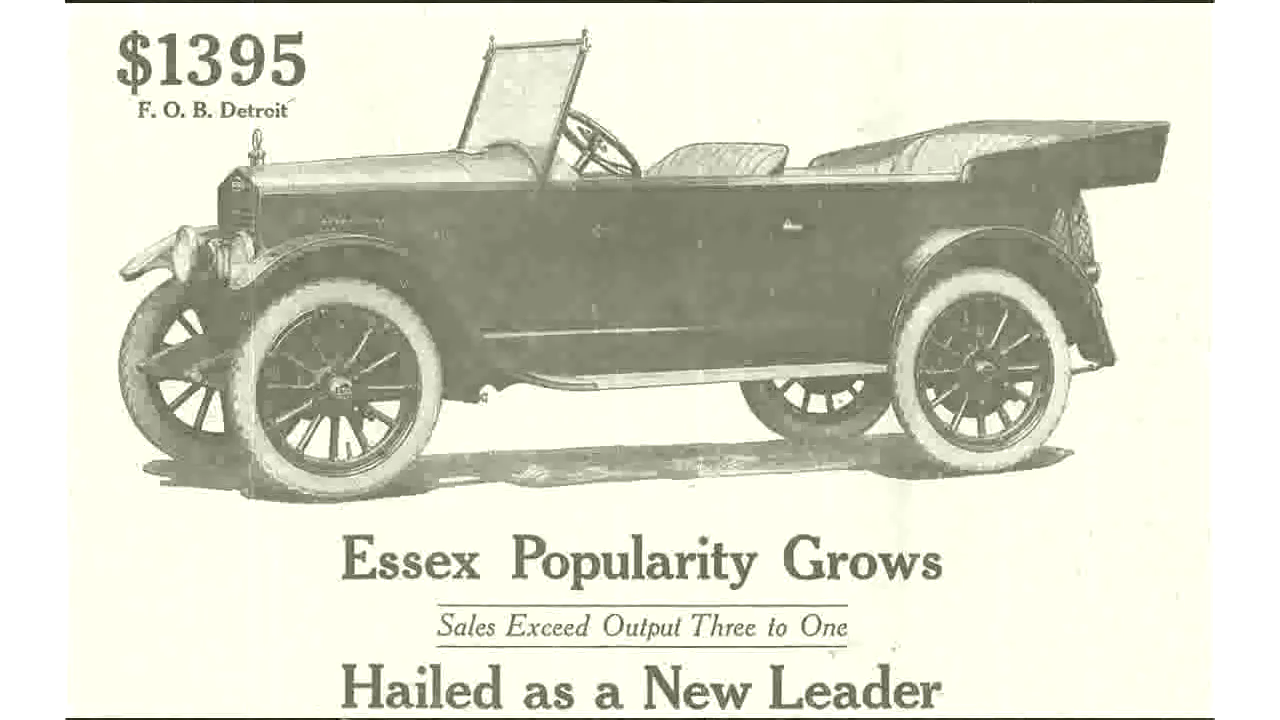 $1395
F. O. B. Detroit
Essex Popularity Grows
Sales Exceed Output Three to One
Hailed as a New Leader